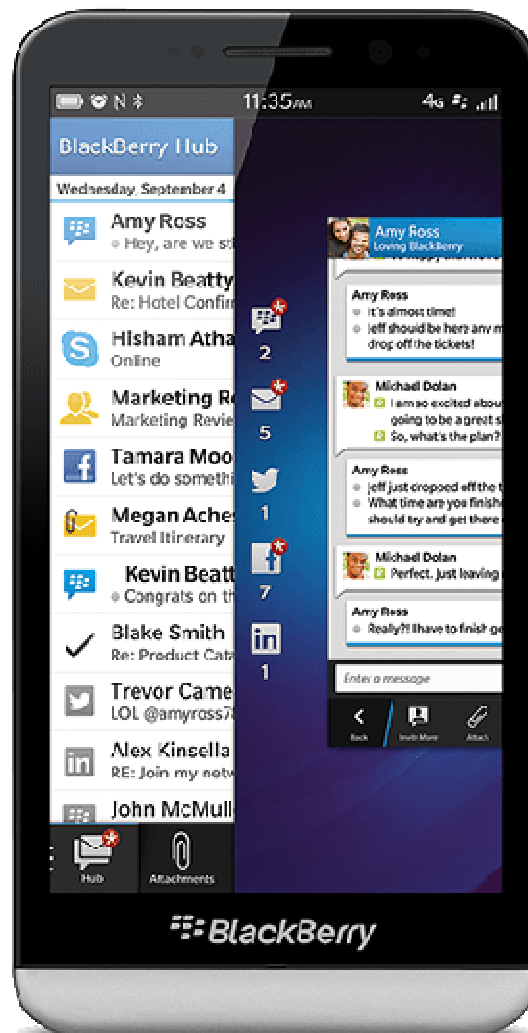 11:35AM
4G
BlackBerry Hub
Wednesday, September 4
Amy Ross
Hey, are we
Kevin Beatty
Re: Hotel Confir
Hisham Atha
Online
Marketing Re
Marketing Revie
Tamara Moo
Let's do somethi
Megan Aches
Travel Itinerary
Kevin Beatt
Congrats on th
Blake Smith
Re: Product Cata
Trevor Came
LOL @amyross78
Alex Kinsella
RE: Join my netw
John McMull
Hub
Attachments
2
5
1
7
1
Amy Ross
Loving BlackBerry
Amy Ross
It's almost time!
Jeff should be here any m
drop off the tickets!
Michael Dolan
I am so excited abou
going to be a great s
So, what's the plan?
Amy Ross
Jeff just dropped off the t
What time are you finishe
should try and get there
Michael Dolan
Perfect. Just leaving
Amy Ross
Really?! I have to finish ge
Enter a message
Back
Invite More
Attach
BlackBerry